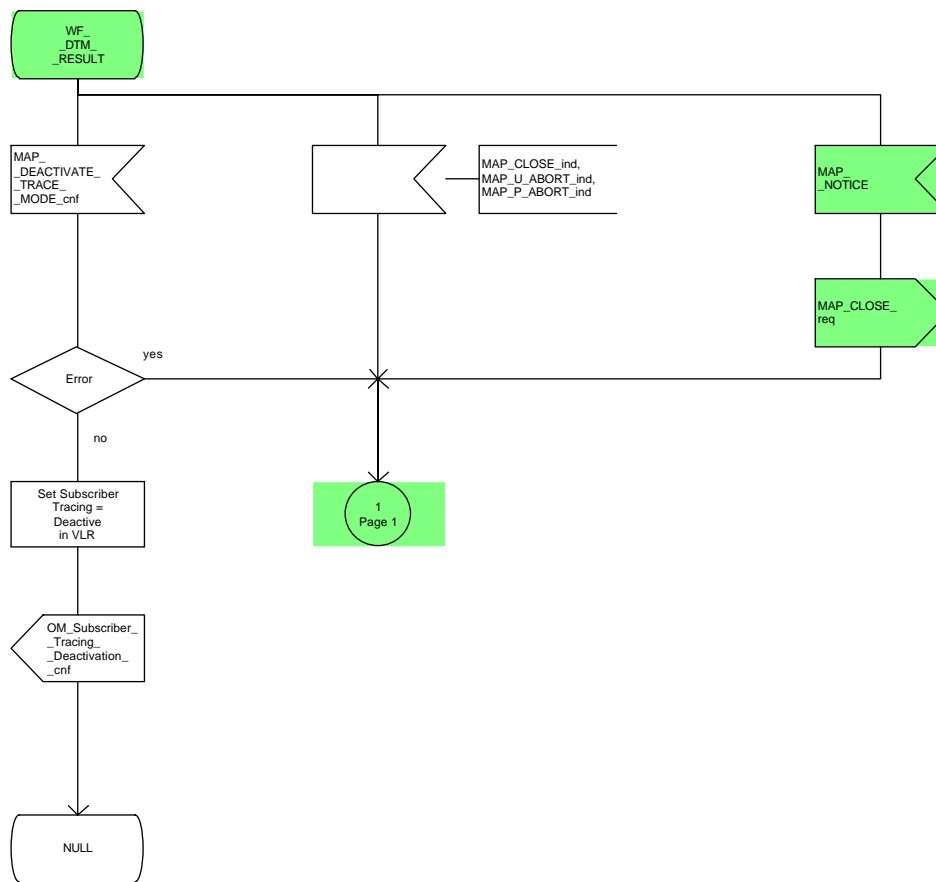 WF_
_DTM_
_RESULT
MAP_
_DEACTIVATE_
_TRACE_
_MODE_cnf
MAP_CLOSE_ind,
MAP_U_ABORT_ind,
MAP_P_ABORT_ind
MAP_
_NOTICE
MAP_CLOSE_
req
yes
Error
no
Set Subscriber
Tracing =
Deactive
in VLR
1
Page 1
OM_Subscriber_
_Tracing_
_Deactivation_
_cnf
NULL